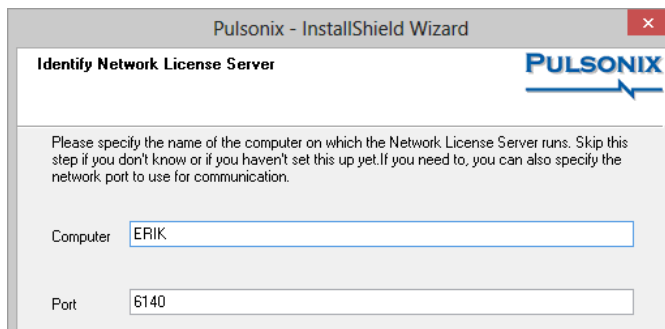 Pulsonix - InstallShield Wizard
Identify Network License Server
PULSONIX
Please specify the name of the computer on which the Network License Server runs. Skip this
step if you don't know or if you haven't set this up yet.If you need to, you can also specify the
network port to use for communication.
Computer ERIK
Port 6140